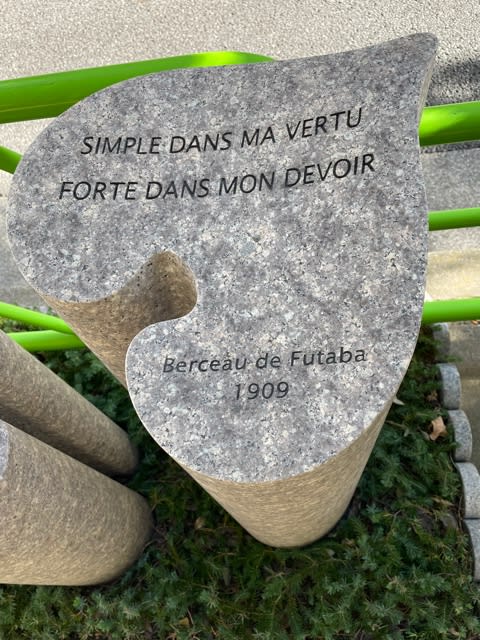 SIMPLE DANS MA VERTU
FORTE DANS MON DEVOIR
Berceau de Futaba
1909